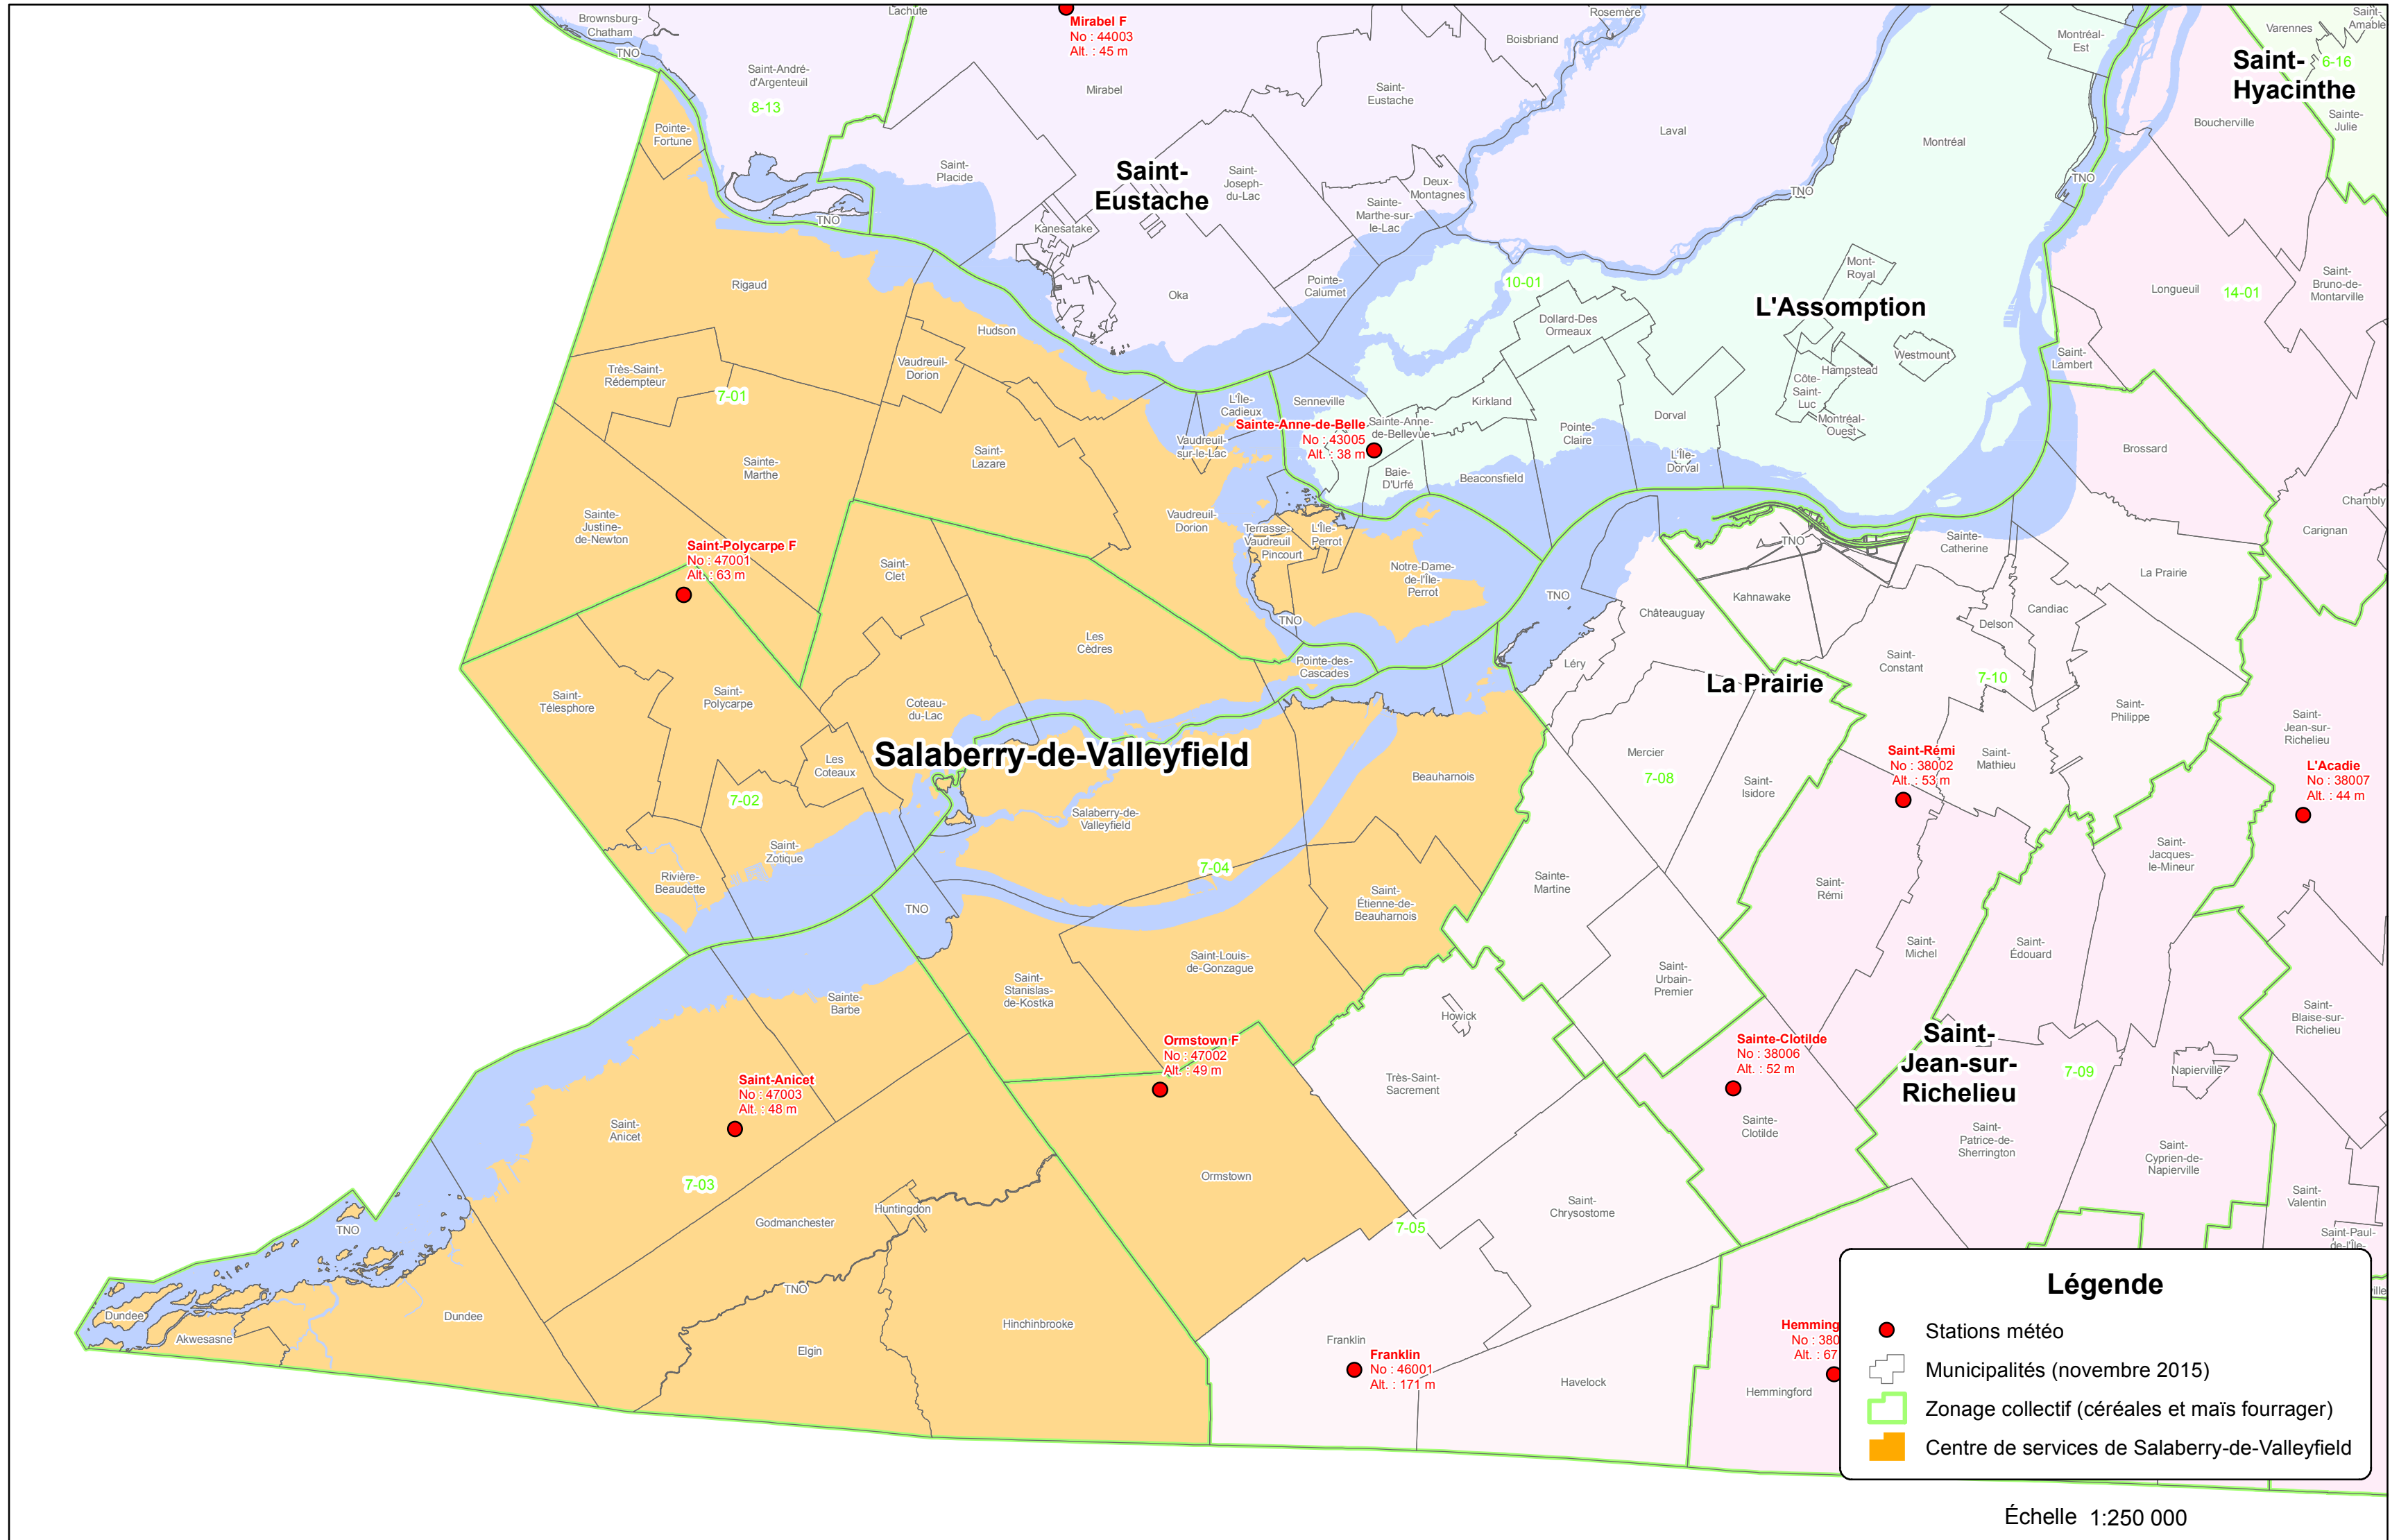 Brownsburg-
Chatham
TNO
Lachute
Mirabel F
No : 44003
Alt. : 45 m
Mirabel
Saint-André-
d'Argenteuil
8-13
Boisbriand
Rosemère
Saint-
Eustache
Laval
Montréal-
Est
Montréal
Varennes
Saint-
Amable
Saint-
Hyacinthe
6-16
Sainte-
Julie
Boucherville
Pointe-
Fortune
Saint-
Placide
TNO
Saint-
Eustache
Saint-
Joseph-
du-Lac
Deux-
Montagnes
Sainte-
Marthe-sur-
le-Lac
TNO
TNO
Kanesatake
Oka
Pointe-
Calumet
10-01
Mont-
Royal
L'Assomption
Longueuil
14-01
Saint-
Bruno-de-
Montarville
Rigaud
Hudson
Dollard-Des
Ormeaux
Westmount
Hampstead
Côte-
Saint-
Luc
Montréal-
Ouest
Saint-
Lambert
Très-Saint-
Rédempteur
7-01
Vaudreuil-
Dorion
L'Île-
Cadieux
Senneville
Kirkland
Sainte-Anne-de-Belle
No : 43005
Alt. : 38 m
Sainte-Anne-
de-Bellevue
Pointe-
Claire
Dorval
L'Île-
Dorval
Brossard
Sainte-
Marthe
Saint-
Lazare
Vaudreuil-
sur-le-Lac
Baie-
D'Urfé
Beaconsfield
Chambly
Carignan
Sainte-
Justine-
de-Newton
Vaudreuil-
Dorion
Terrasse-
Vaudreuil
Pincourt
L'Île-
Perrot
Saint-Polycarpe F
No : 47001
Alt. : 63 m
Saint-
Clet
Notre-Dame-
de-l'Île-
Perrot
TNO
TNO
Sainte-
Catherine
La Prairie
Kahnawake
Châteauguay
Candiac
Delson
TNO
Les
Cèdres
Pointe-des-
Cascades
Léry
Saint-
Constant
7-10
La Prairie
Saint-
Philippe
Saint-
Télesphore
Saint-
Polycarpe
Coteau-
du-Lac
Saint-
Jean-sur-
Richelieu
Salaberry-de-Valleyfield
Les
Coteaux
Beauharnois
Mercier
7-08
Saint-
Isidore
Saint-Rémi
No : 38002
Alt. : 53 m
Saint-
Mathieu
L'Acadie
No : 38007
Alt. : 44 m
7-02
Salaberry-de-
Valleyfield
Saint-
Zotique
7-04
Rivière-
Beaudette
TNO
Saint-
Étienne-de-
Beauharnois
Sainte-
Martine
Saint-
Rémi
Saint-
Jacques-
le-Mineur
Saint-
Michel
Saint-
Édouard
Saint-Louis-
de-Gonzague
Saint-
Stanislas-
de-Kostka
Saint-
Urbain-
Premier
Sainte-
Barbe
Howick
Saint-
Blaise-sur-
Richelieu
Ormstown F
No : 47002
Alt. : 49 m
Sainte-Clotilde
No : 38006
Alt. : 52 m
Saint-
Jean-sur-
Richelieu
7-09
Napierville
Saint-Anicet
No : 47003
Alt. : 48 m
Très-Saint-
Sacrement
Saint-
Anicet
Sainte-
Clotilde
Saint-
Patrice-de-
Sherrington
Saint-
Cyprien-de-
Napierville
7-03
Ormstown
Saint-
Chrysostome
Saint-
Valentin
Godmanchester
Huntingdon
7-05
TNO
Saint-Paul-
de-l'Île-
TNO
Dundee
Akwesasne
Dundee
Elgin
Hinchinbrooke
Franklin
Franklin
No : 46001
Alt. : 171 m
Havelock
Hemming
No : 380
Alt. : 67
Hemmingford
ville
Légende
Stations météo
Municipalités (novembre 2015)
Zonage collectif (céréales et maïs fourrager)
Centre de services de Salaberry-de-Valleyfield
Échelle 1:250 000